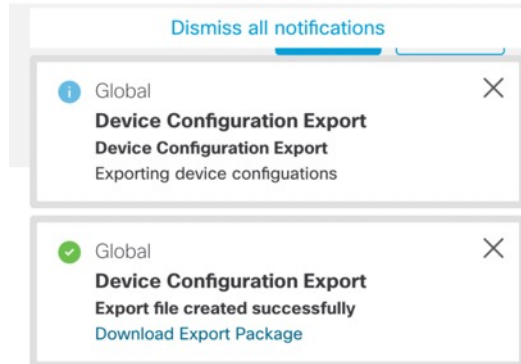 Dismiss all notifications
Global
Device Configuration Export
Device Configuration Export
Exporting device configuations
Global
Device Configuration Export
Export file created successfully
Download Export Package